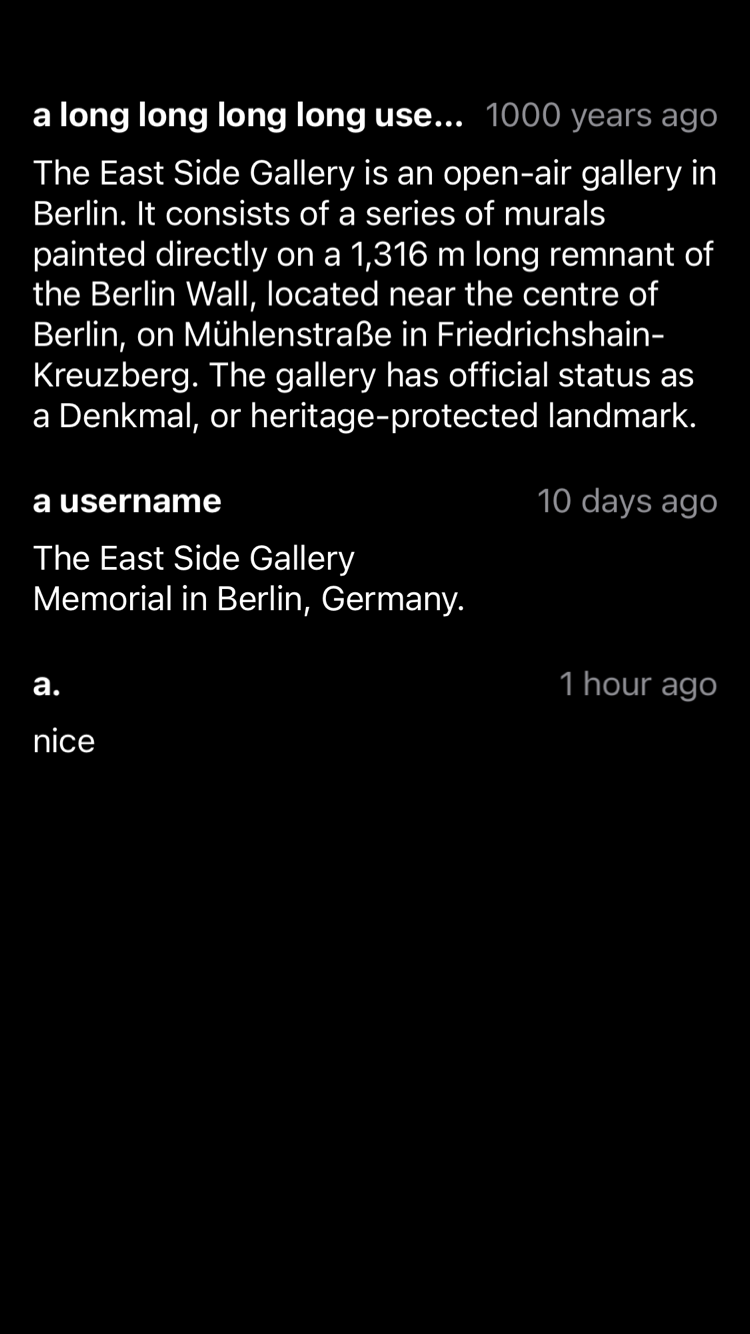 a long long long long use... 1000 years ago
The East Side Gallery is an open-air gallery in
Berlin. It consists of a series of murals
painted directly on a 1,316 m long remnant of
the Berlin Wall, located near the centre of
Berlin, on Mühlenstraße in Friedrichshain-
Kreuzberg. The gallery has official status as
a Denkmal, or heritage-protected landmark.
a username 10 days ago
The East Side Gallery
Memorial in Berlin, Germany.
a. 1 hour ago
nice